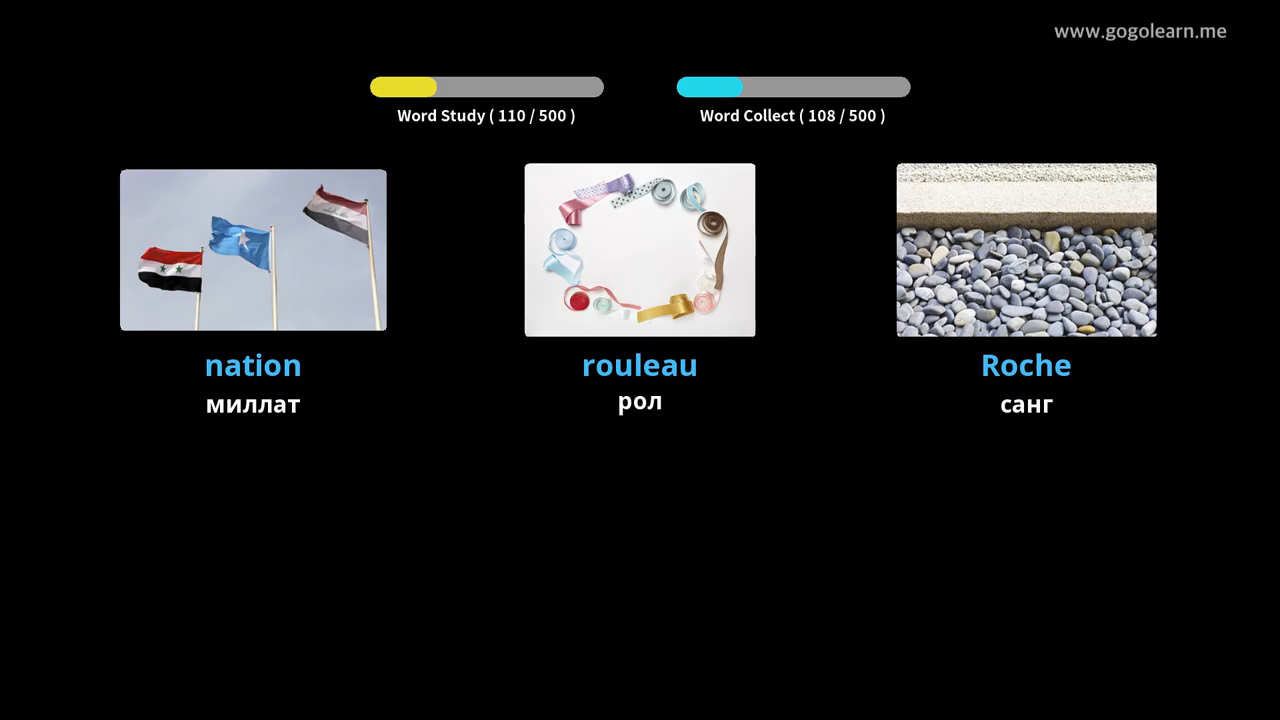 www.gogolearn.me
Word Study ( 110 / 500 )
Word Collect ( 108 / 500 )
nation
миллат
rouleau
рол
Roche
санг